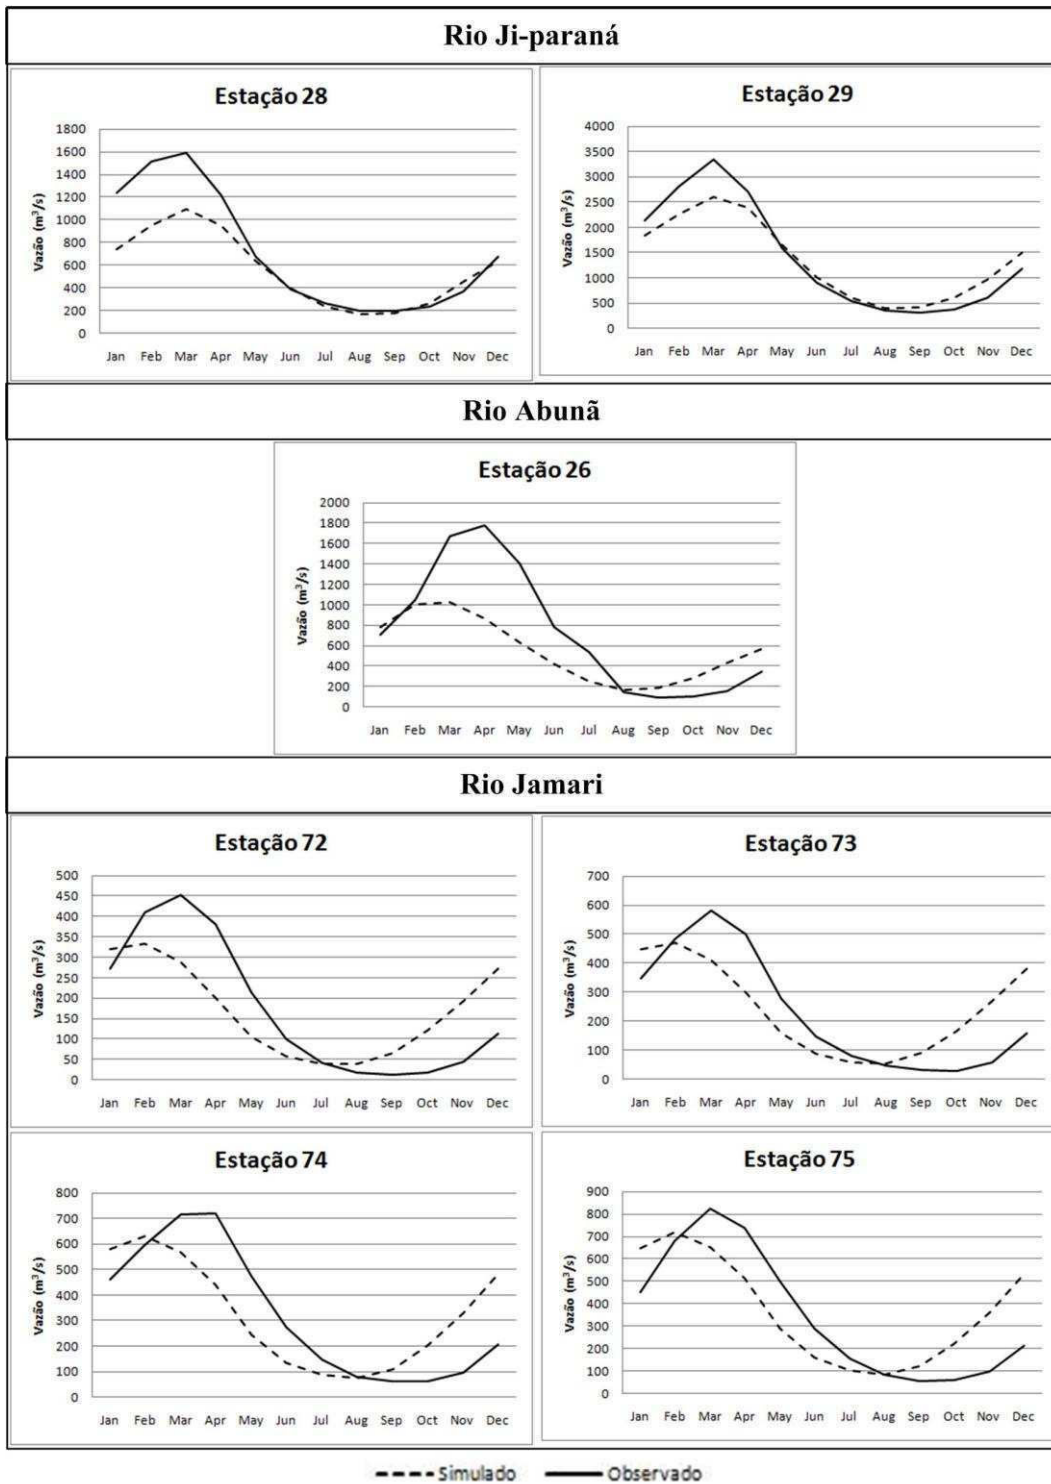 Rio Ji-paraná
Estação 28
Vazão (m³/s)
1800
1600
1400
1200
1000
800
600
400
200
0
Jan Feb Mar Apr May Jun Jul Aug Sep Oct Nov Dec
Estação 29
Vazão (m³/s)
4000
3500
3000
2500
2000
1500
1000
500
0
Jan Feb Mar Apr May Jun Jul Aug Sep Oct Nov Dec
Rio Abunã
Estação 26
Vazão (m³/s)
2000
1800
1600
1400
1200
1000
800
600
400
200
0
Jan Feb Mar Apr May Jun Jul Aug Sep Oct Nov Dec
Rio Jamari
Estação 72
Vazão (m³/s)
500
450
400
350
300
250
200
150
100
50
0
Jan Feb Mar Apr May Jun Jul Aug Sep Oct Nov Dec
Estação 73
Vazão (m³/s)
700
600
500
400
300
200
100
0
Jan Feb Mar Apr May Jun Jul Aug Sep Oct Nov Dec
Estação 74
Vazão (m³/s)
800
700
600
500
400
300
200
100
0
Jan Feb Mar Apr May Jun Jul Aug Sep Oct Nov Dec
Estação 75
Vazão (m³/s)
900
800
700
600
500
400
300
200
100
0
Jan Feb Mar Apr May Jun Jul Aug Sep Oct Nov Dec
Simulado Observado